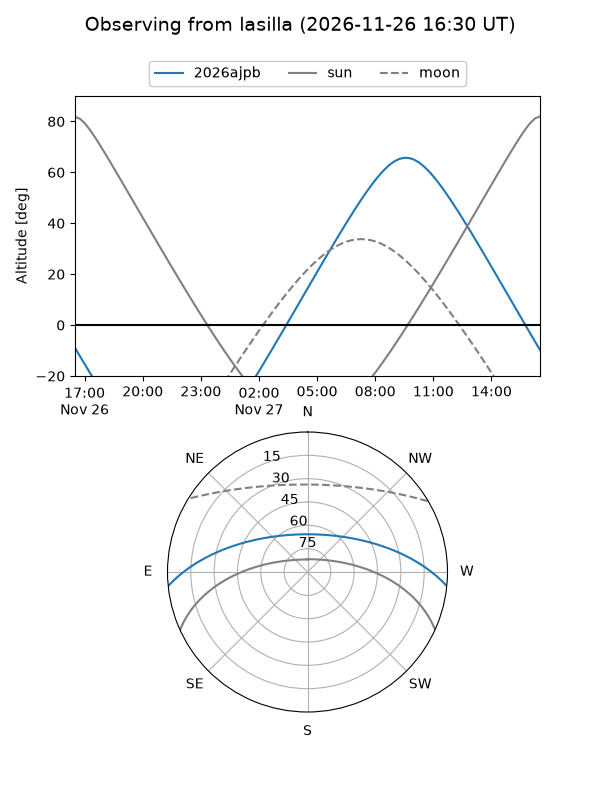 Observing from lasilla (2026-11-26 16:30 UT)
2026ajpb sun moon
Altitude [deg]
80
60
40
20
0
−20
17:00 20:00 23:00 02:00 05:00 08:00 11:00 14:00
Nov 26 Nov 27
N
NE NW
15
30
45
60
75
E W
SE SW
S